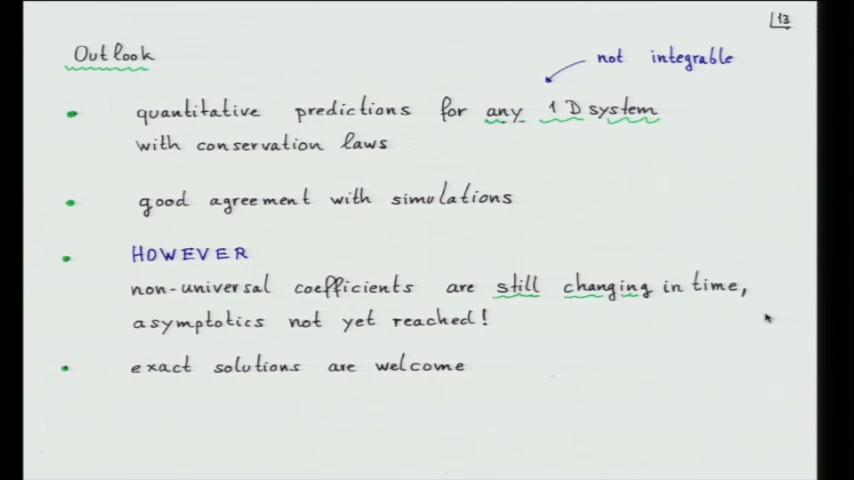 13
Outlook
not integrable
quantitative predictions for any 1D system
with conservation laws
good agreement with simulations
HOWEVER
non-universal coefficients are still changing in time,
asymptotics not yet reached!
exact solutions are welcome